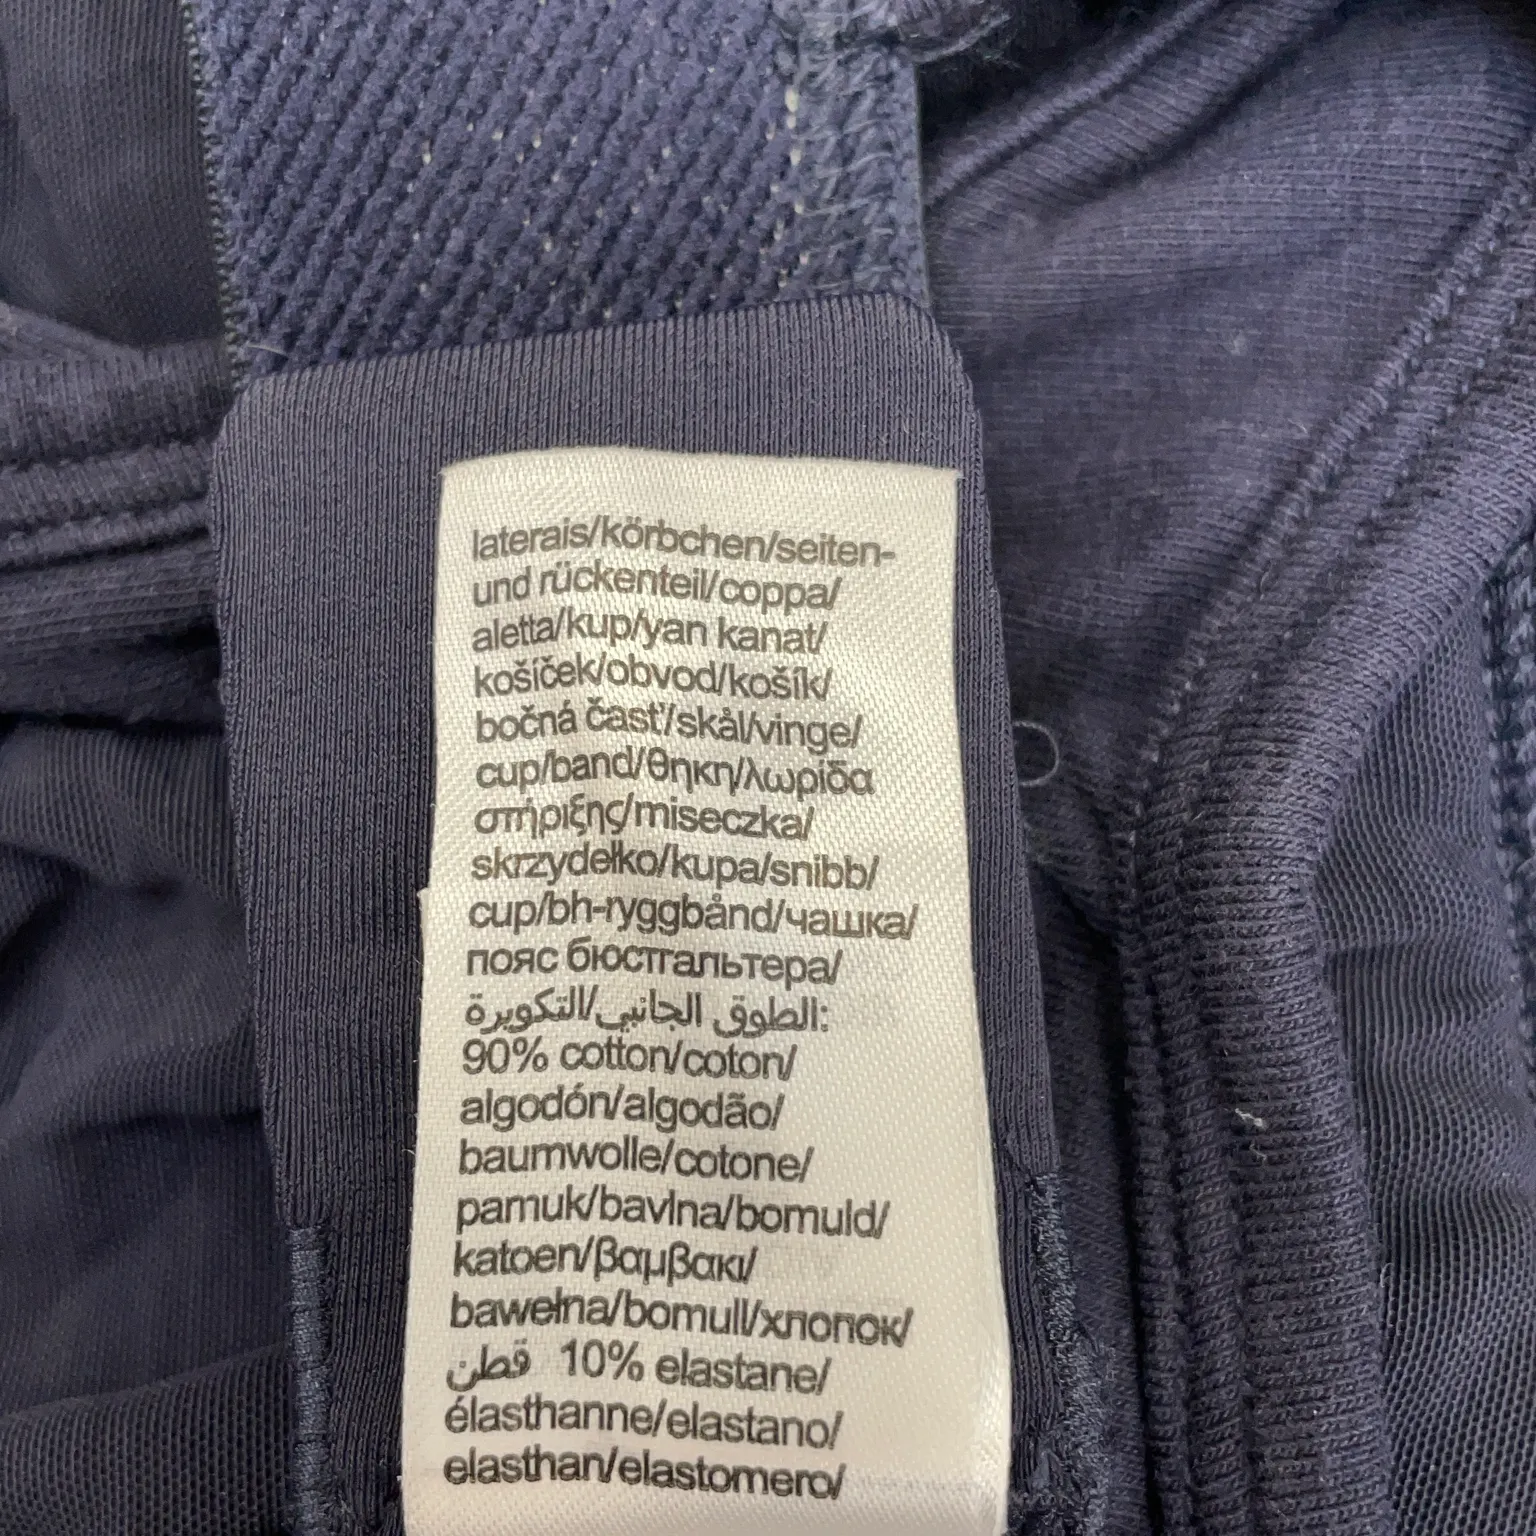 laterais/körbchen/seiten-
und rückenteil/coppa/
aletta/kup/yan kanat/
košíček/obvod/košík/
bočná časť/skål/vinge/
cup/band/θηκη/λωρίδα
στήριξης/miseczka/
skrzydełko/kupa/snibb/
cup/bh-ryggbånd/чашка/
пояс бюстгальтера/
الطوق الجانبي/التكويرة:
90% cotton/coton/
algodón/algodão/
baumwolle/cotone/
pamuk/bavlna/bomuld/
katoen/βαμβακι/
bawełna/bomull/хлопок/
قطن 10% elastane/
élasthanne/elastano/
elasthan/elastomero/